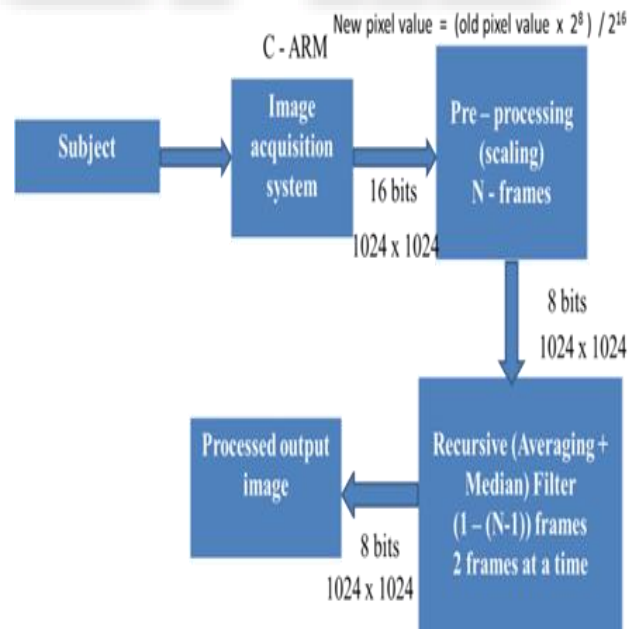 New pixel value = (old pixel value x 2⁸ ) / 2¹⁶
C - ARM
Subject
Image
acquisition
system
16 bits
1024 x 1024
Pre – processing
(scaling)
N - frames
8 bits
1024 x 1024
Recursive (Averaging +
Median) Filter
(1 – (N-1)) frames
2 frames at a time
8 bits
1024 x 1024
Processed output
image